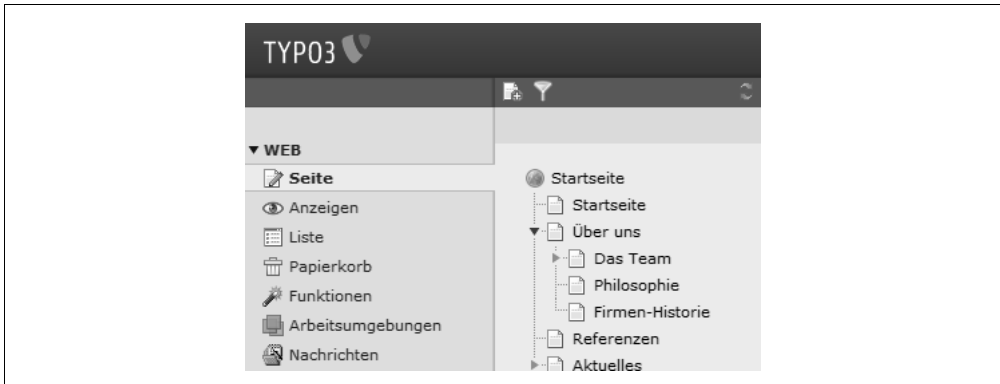 TYPO3
WEB
Seite
Anzeigen
Liste
Papierkorb
Funktionen
Arbeitsumgebungen
Nachrichten
Startseite
Startseite
Über uns
Das Team
Philosophie
Firmen-Historie
Referenzen
Aktuelles